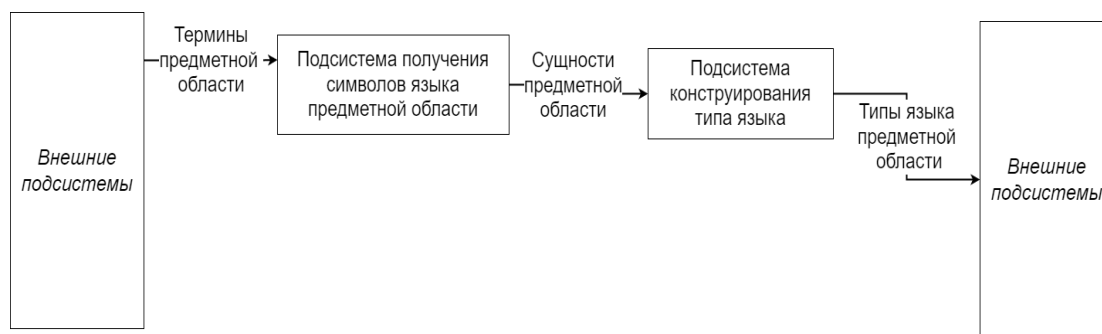 Внешние
подсистемы
Термины
предметной
области
Подсистема получения
символов языка
предметной области
Сущности
предметной
области
Подсистема
конструирования
типа языка
Типы языка
предметной
области
Внешние
подсистемы